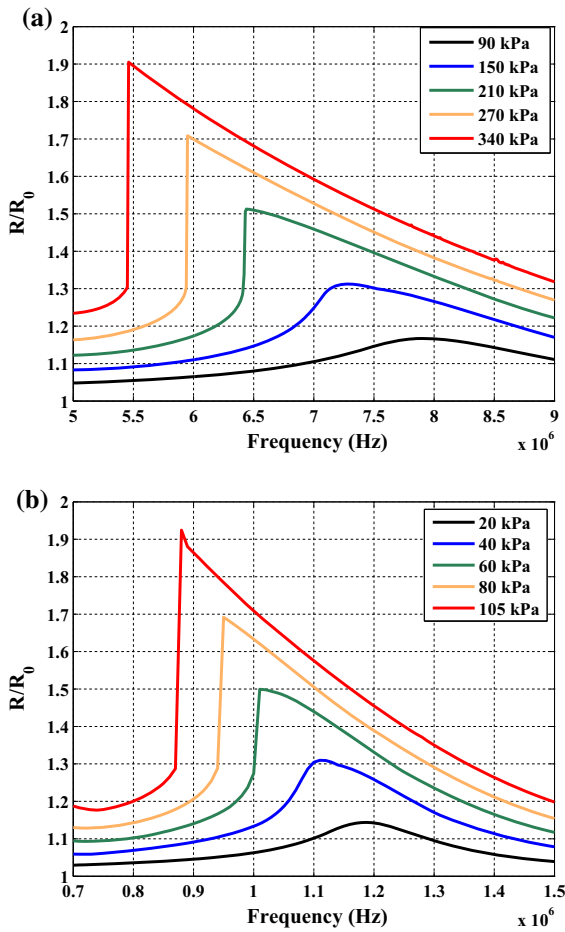 (a)
2
1.9
1.8
1.7
1.6
1.5
1.4
1.3
1.2
1.1
1
R/R0
90 kPa
150 kPa
210 kPa
270 kPa
340 kPa
5 5.5 6 6.5 7 7.5 8 8.5 9
Frequency (Hz)
x 10^6
(b)
2
1.9
1.8
1.7
1.6
1.5
1.4
1.3
1.2
1.1
1
R/R0
20 kPa
40 kPa
60 kPa
80 kPa
105 kPa
0.7 0.8 0.9 1 1.1 1.2 1.3 1.4 1.5
Frequency (Hz)
x 10^6